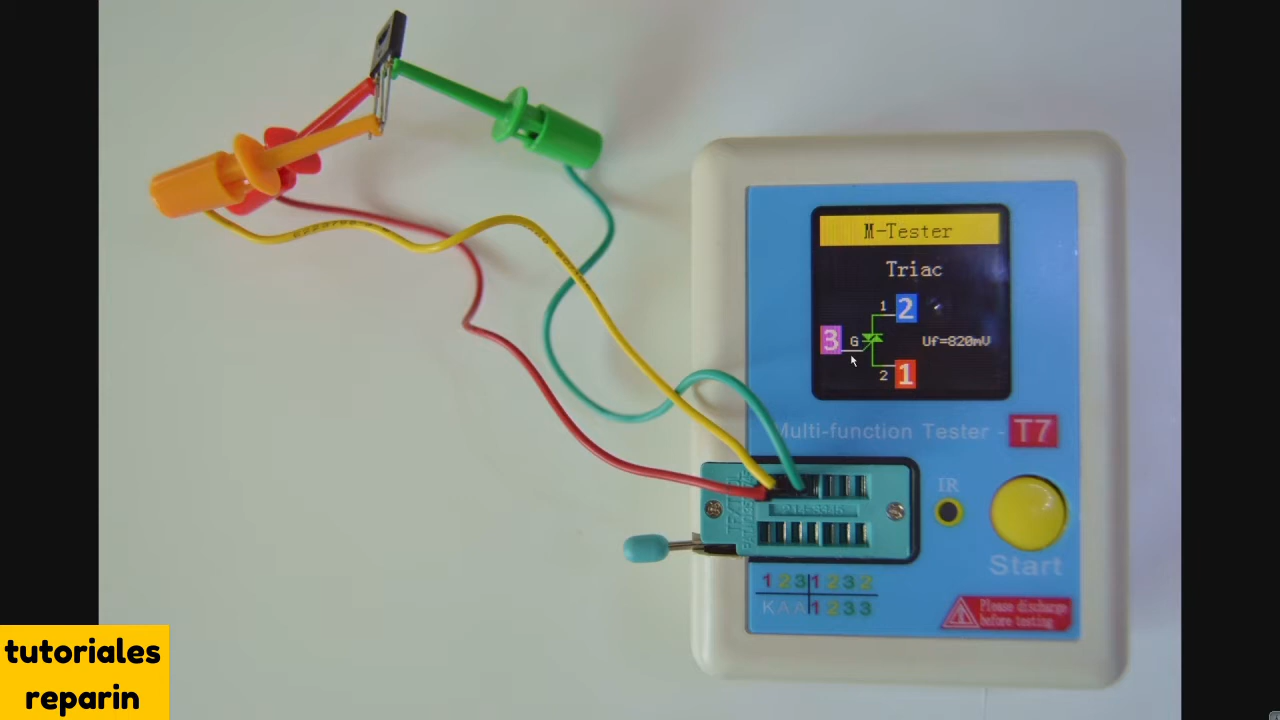 M-Tester
Triac
1 2
3 G Uf=820mV
2 1
Multi-function Tester - T7
IR
Start
1 2 3 1 2 3 2
K A A 1 2 3 3
Please discharge
before testing
tutoriales
reparin